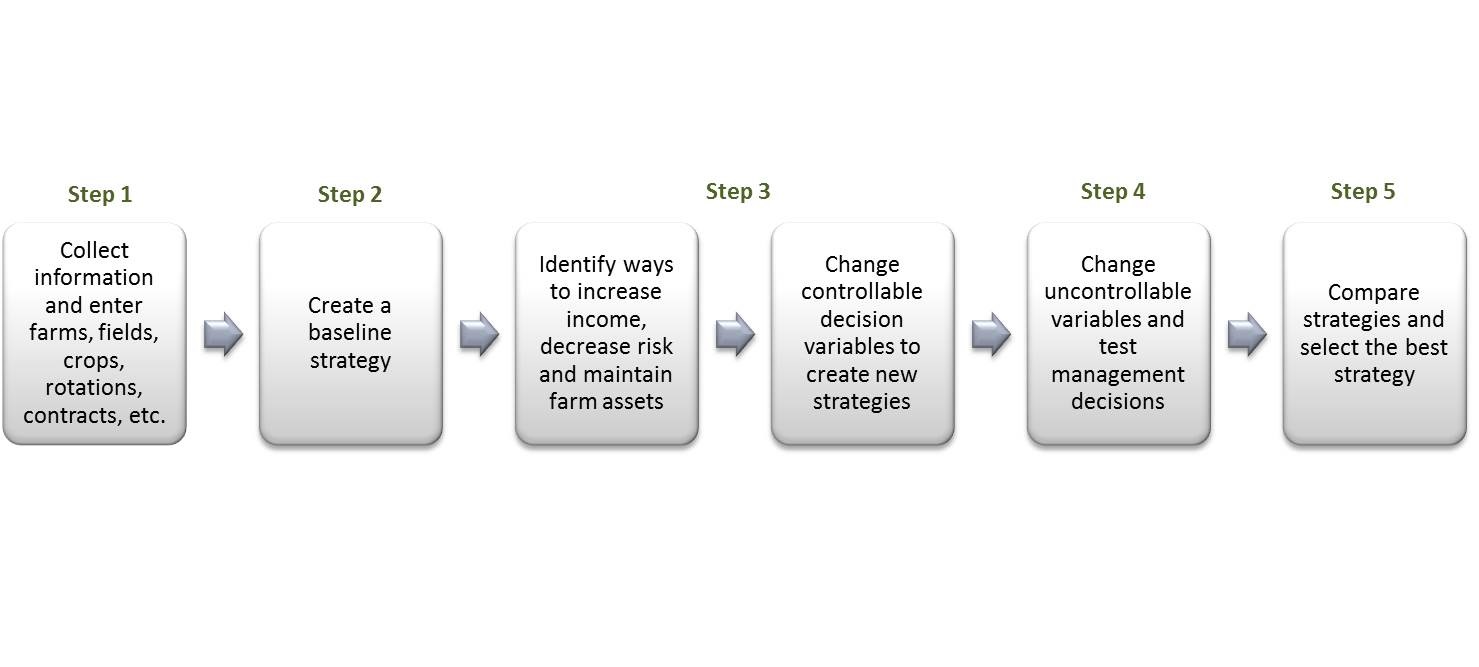 Step 1
Collect
information
and enter
farms, fields,
crops,
rotations,
contracts, etc.
Step 2
Create a
baseline
strategy
Step 3
Identify ways
to increase
income,
decrease risk
and maintain
farm assets
Change
controllable
decision
variables to
create new
strategies
Step 4
Change
uncontrollable
variables and
test
management
decisions
Step 5
Compare
strategies and
select the best
strategy